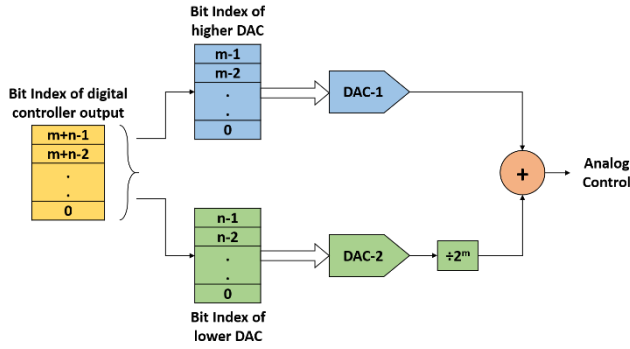 Bit Index of
higher DAC
m-1
m-2
.
.
0
DAC-1
Bit Index of digital
controller output
m+n-1
m+n-2
.
.
0
+
Analog
Control
n-1
n-2
.
.
0
DAC-2
÷2ᵐ
Bit Index of
lower DAC